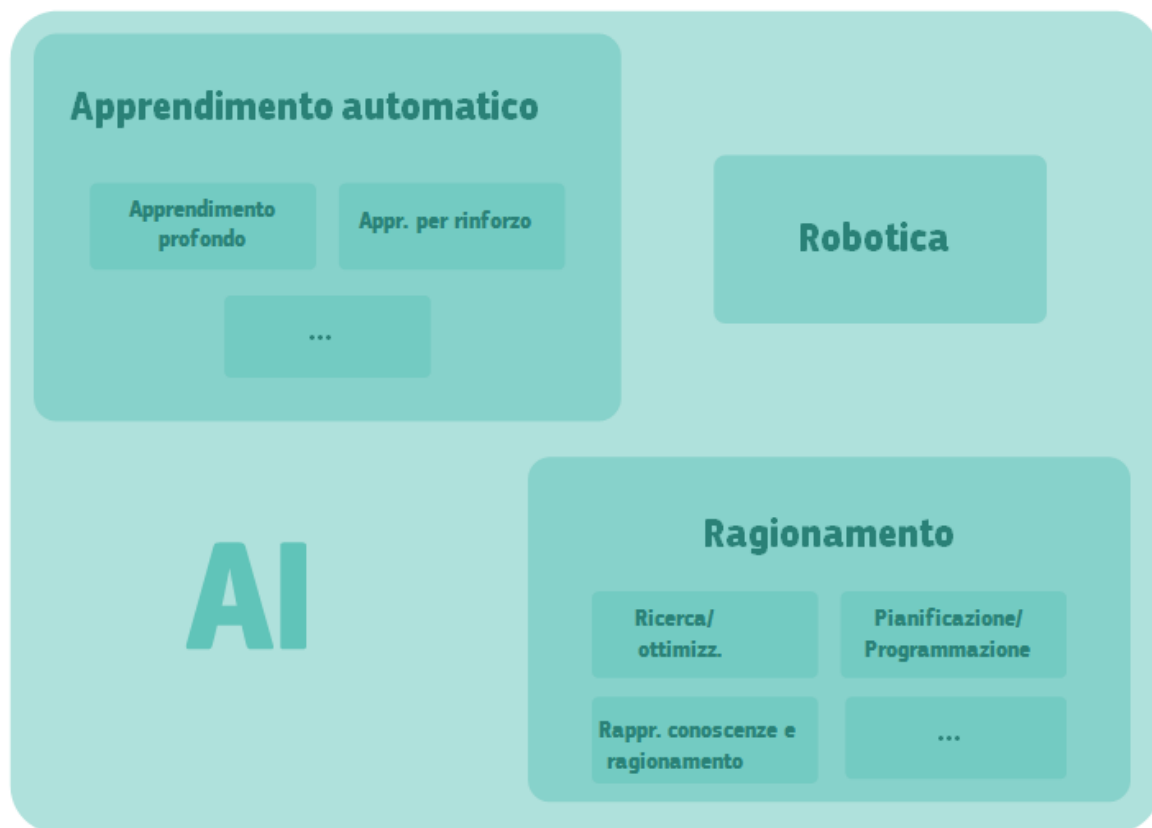 Apprendimento automatico
Apprendimento
profondo
Appr. per rinforzo
...
Robotica
AI
Ragionamento
Ricerca/
ottimizz.
Pianificazione/
Programmazione
Rappr. conoscenze e
ragionamento
...